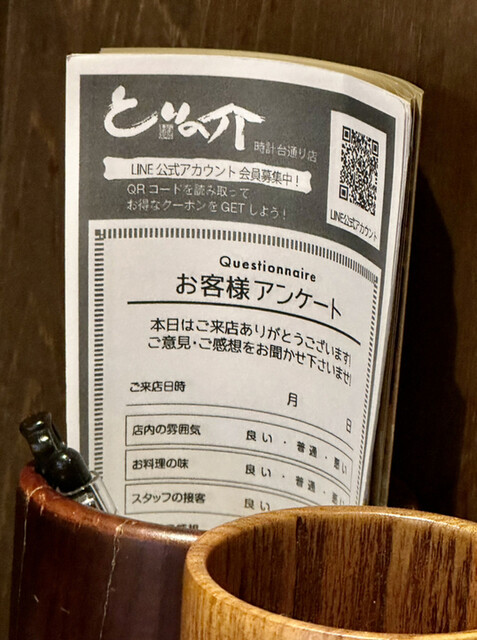 とりの介
時計台通り店
LINE公式アカウント会員募集中！
QRコードを読み取って
お得なクーポンをGETしよう！
LINE公式アカウント
Questionnaire
お客様アンケート
本日はご来店ありがとうございます!
ご意見・ご感想をお聞かせ下さいませ!
ご来店日時 月 日
店内の雰囲気 良い・普通・悪い
お料理の味 良い・普通・悪い
スタッフの接客 良い